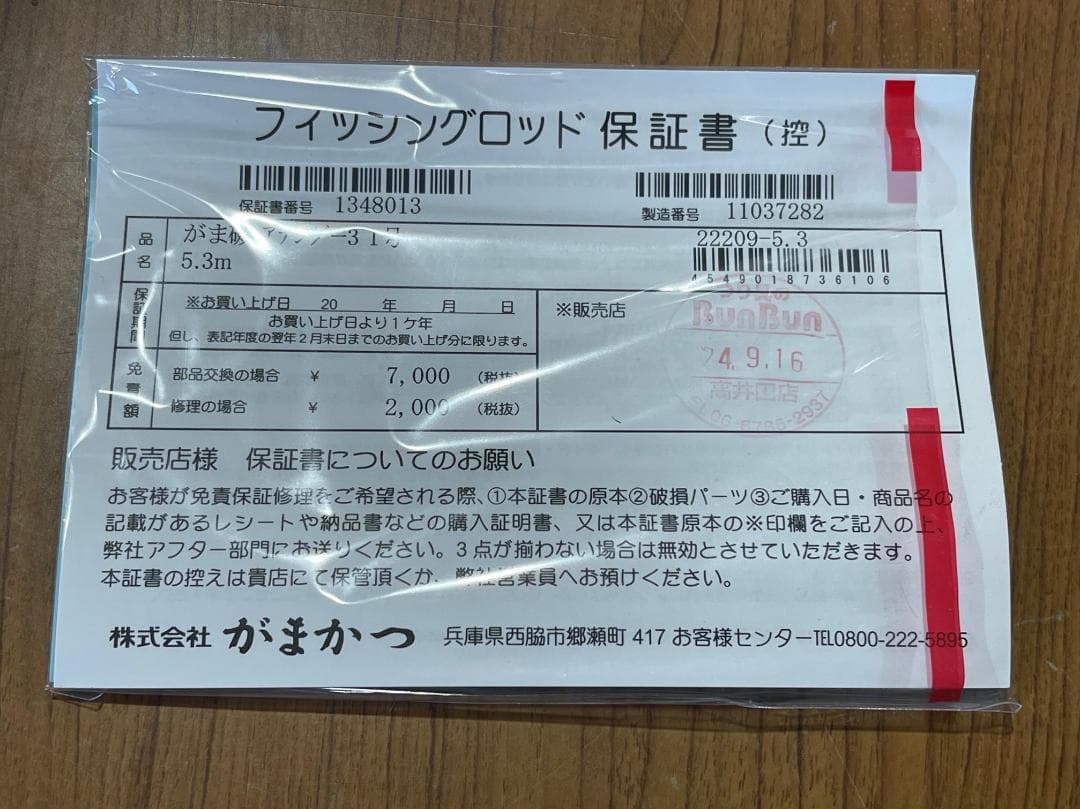 フィッシングロッド 保証書（控）
保証書番号 1348013
製造番号 11037282
品名
がま磯 アテンダー3 1号
5.3m
22209-5.3
4549018736106
保証期間
※お買い上げ日 20 年 月 日
お買い上げ日より1ケ年
但し、表記年度の翌年2月末日までのお買い上げ分に限ります。
※販売店
BunBun
24.9.16
高井田店
免責額
部品交換の場合 ¥ 7,000 （税抜）
修理の場合 ¥ 2,000 （税抜）
販売店様 保証書についてのお願い
お客様が免責保証修理をご希望される際、①本証書の原本②破損パーツ③ご購入日・商品名の
記載があるレシートや納品書などの購入証明書、又は本証書原本の※印欄をご記入の上、
弊社アフター部門にお送りください。3点が揃わない場合は無効とさせていただきます。
本証書の控えは貴店にて保管頂くか、弊社営業員へお預けください。
株式会社 がまかつ 兵庫県西脇市郷瀬町 417 お客様センターTEL0800-222-5895